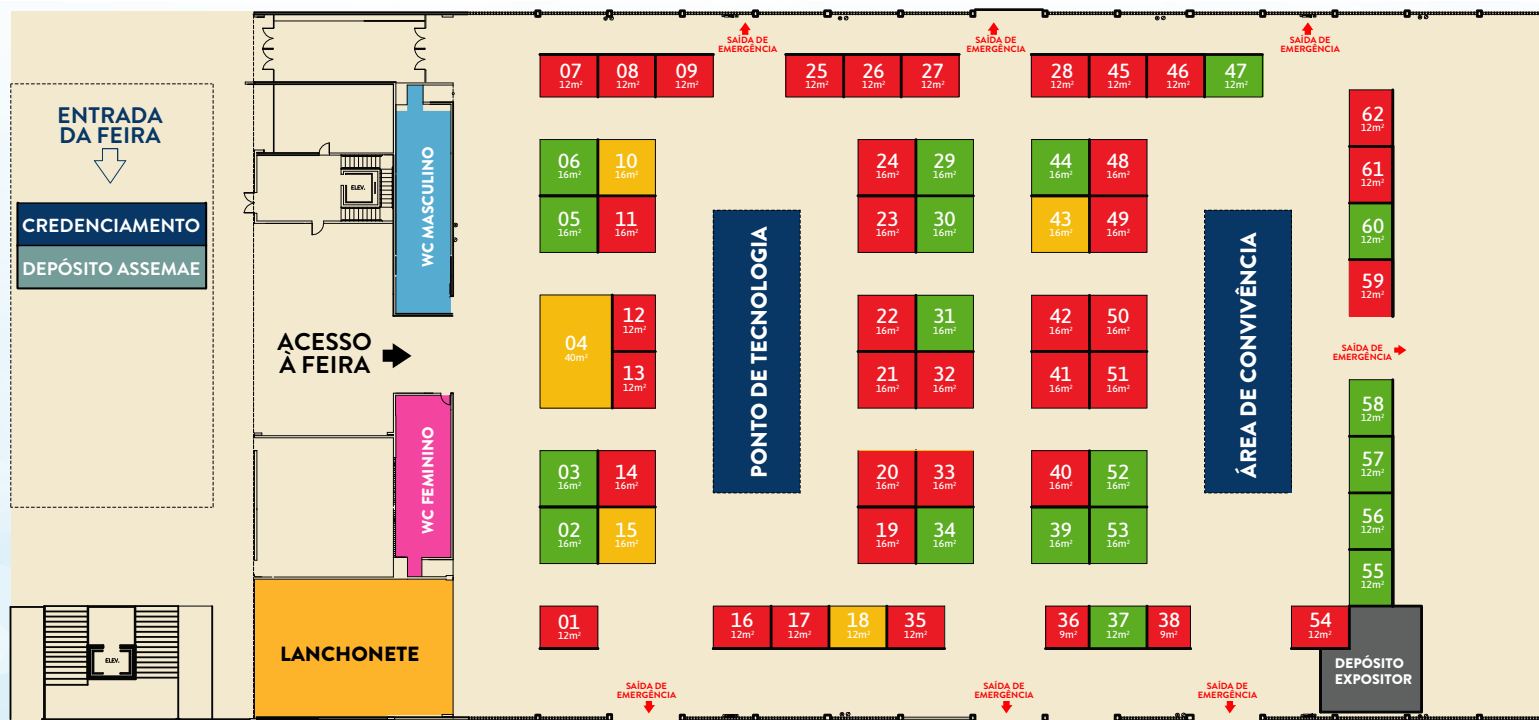 SAÍDA DE
EMERGÊNCIA
SAÍDA DE
EMERGÊNCIA
SAÍDA DE
EMERGÊNCIA
07
12m²
08
12m²
09
12m²
25
12m²
26
12m²
27
12m²
28
12m²
45
12m²
46
12m²
47
12m²
62
12m²
61
12m²
60
12m²
59
12m²
ENTRADA
DA FEIRA
CREDENCIAMENTO
DEPÓSITO ASSEMAE
ELEV.
WC MASCULINO
06
16m²
10
16m²
05
16m²
11
16m²
24
16m²
29
16m²
23
16m²
30
16m²
44
16m²
48
16m²
43
16m²
49
16m²
PONTO DE TECNOLOGIA
ÁREA DE CONVIVÊNCIA
ACESSO
À FEIRA
04
40m²
12
12m²
13
12m²
22
16m²
31
16m²
21
16m²
32
16m²
42
16m²
50
16m²
41
16m²
51
16m²
SAÍDA DE
EMERGÊNCIA
WC FEMININO
03
16m²
14
16m²
02
16m²
15
16m²
20
16m²
33
16m²
19
16m²
34
16m²
40
16m²
52
16m²
39
16m²
53
16m²
58
12m²
57
12m²
56
12m²
55
12m²
ELEV.
LANCHONETE
01
12m²
16
12m²
17
12m²
18
12m²
35
12m²
36
9m²
37
12m²
38
9m²
54
12m²
DEPÓSITO
EXPOSITOR
SAÍDA DE
EMERGÊNCIA
SAÍDA DE
EMERGÊNCIA
SAÍDA DE
EMERGÊNCIA